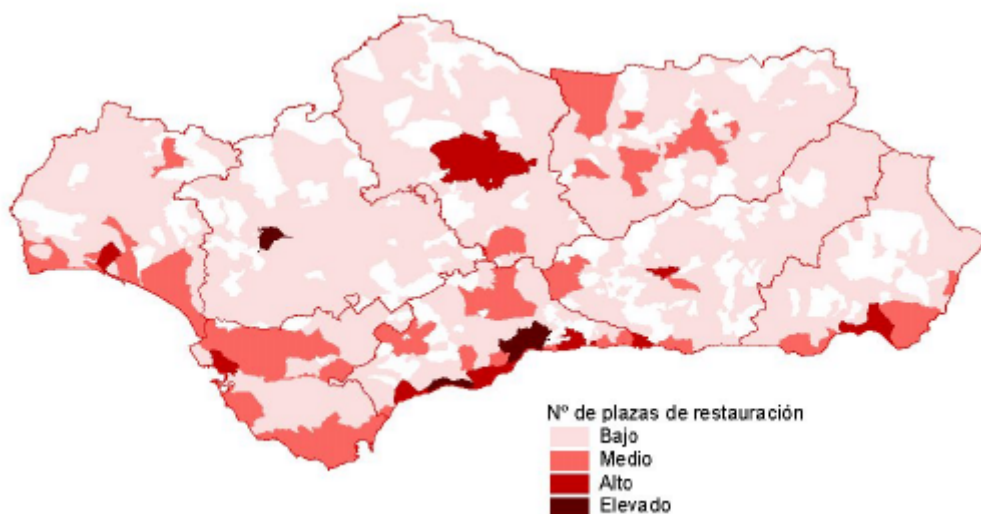 Nº de plazas de restauración
Bajo
Medio
Alto
Elevado